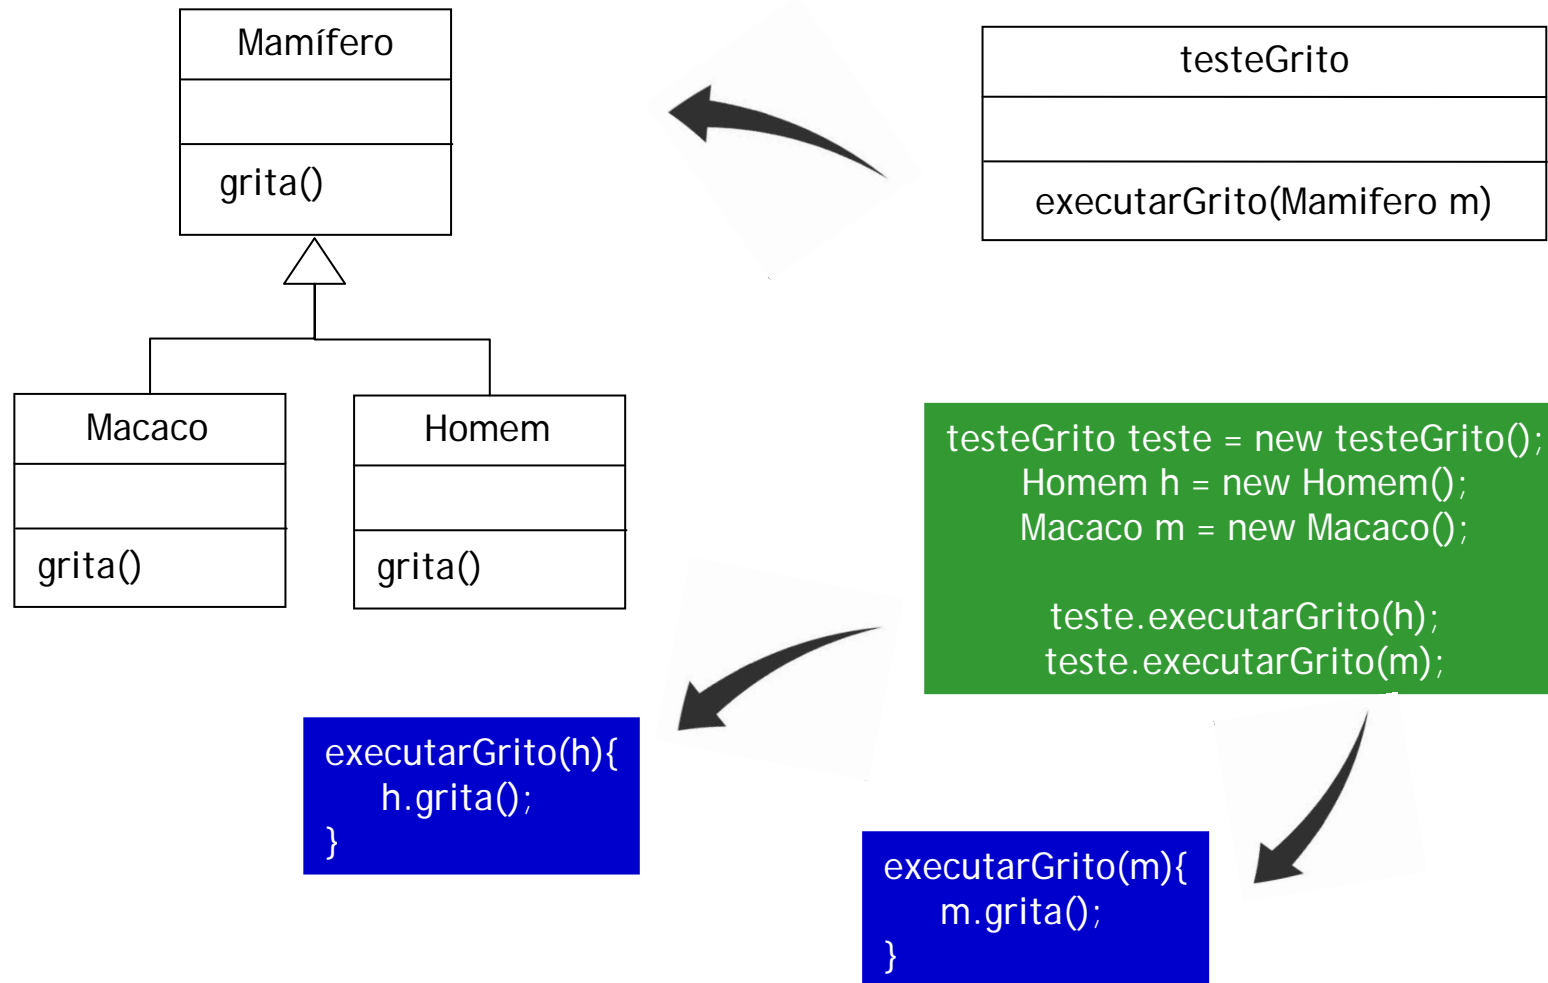 Mamífero
grita()
testeGrito
executarGrito(Mamifero m)
Macaco
grita()
Homem
grita()
testeGrito teste = new testeGrito();
Homem h = new Homem();
Macaco m = new Macaco();
teste.executarGrito(h);
teste.executarGrito(m);
executarGrito(h){
h.grita();
}
executarGrito(m){
m.grita();
}